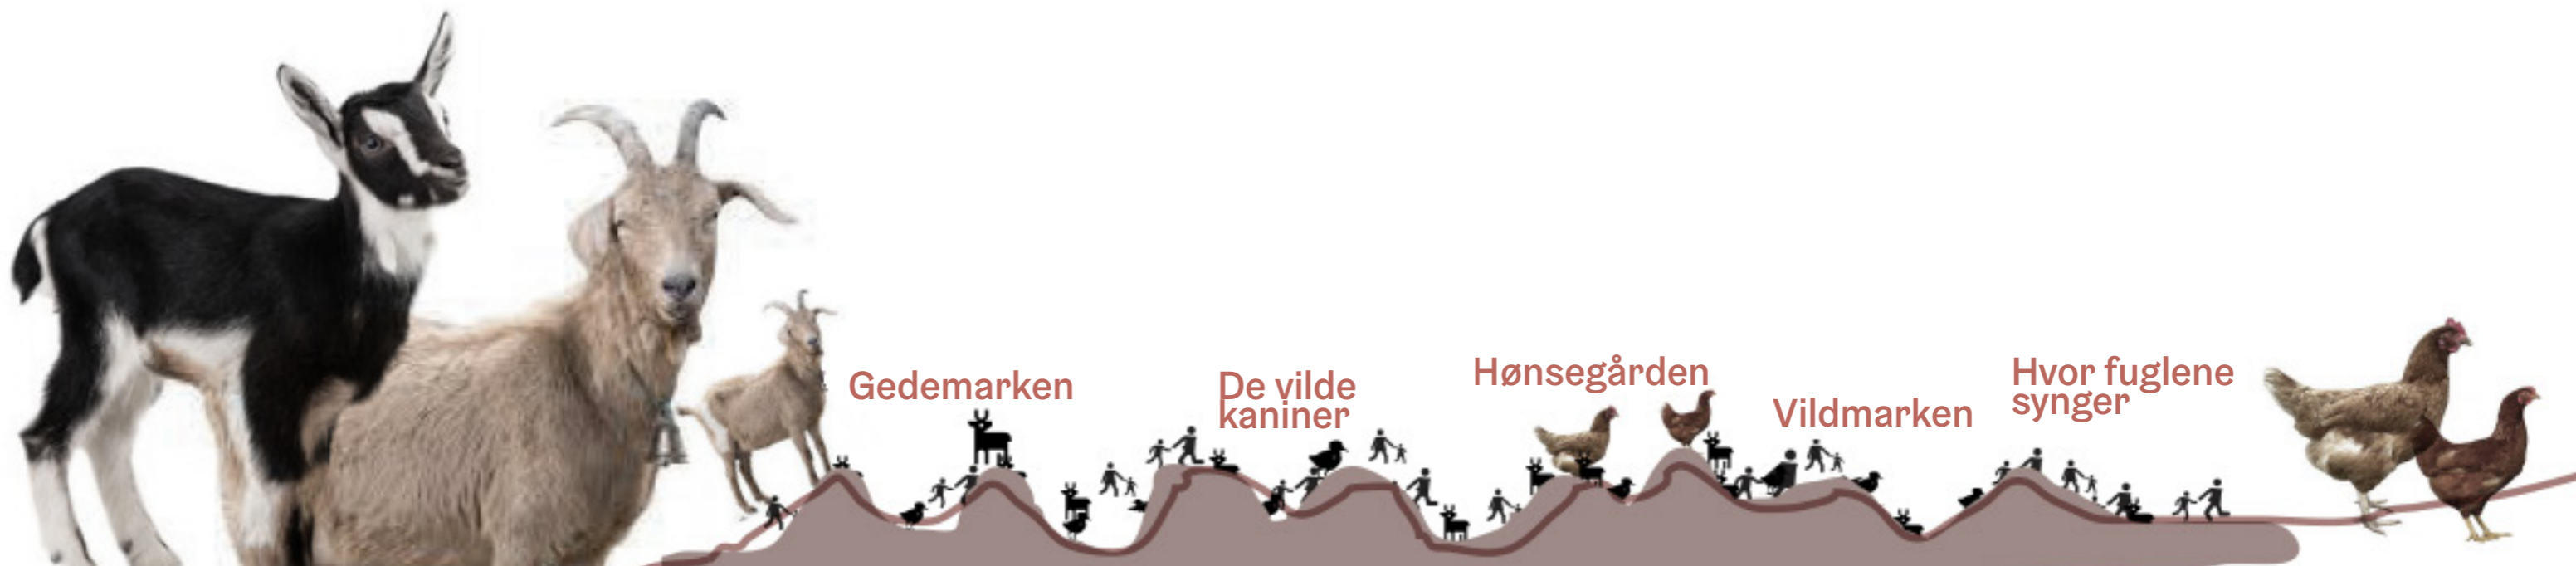 Gedemarken
De vilde
kaniner
Hønsegården
Vildmarken
Hvor fuglene
synger